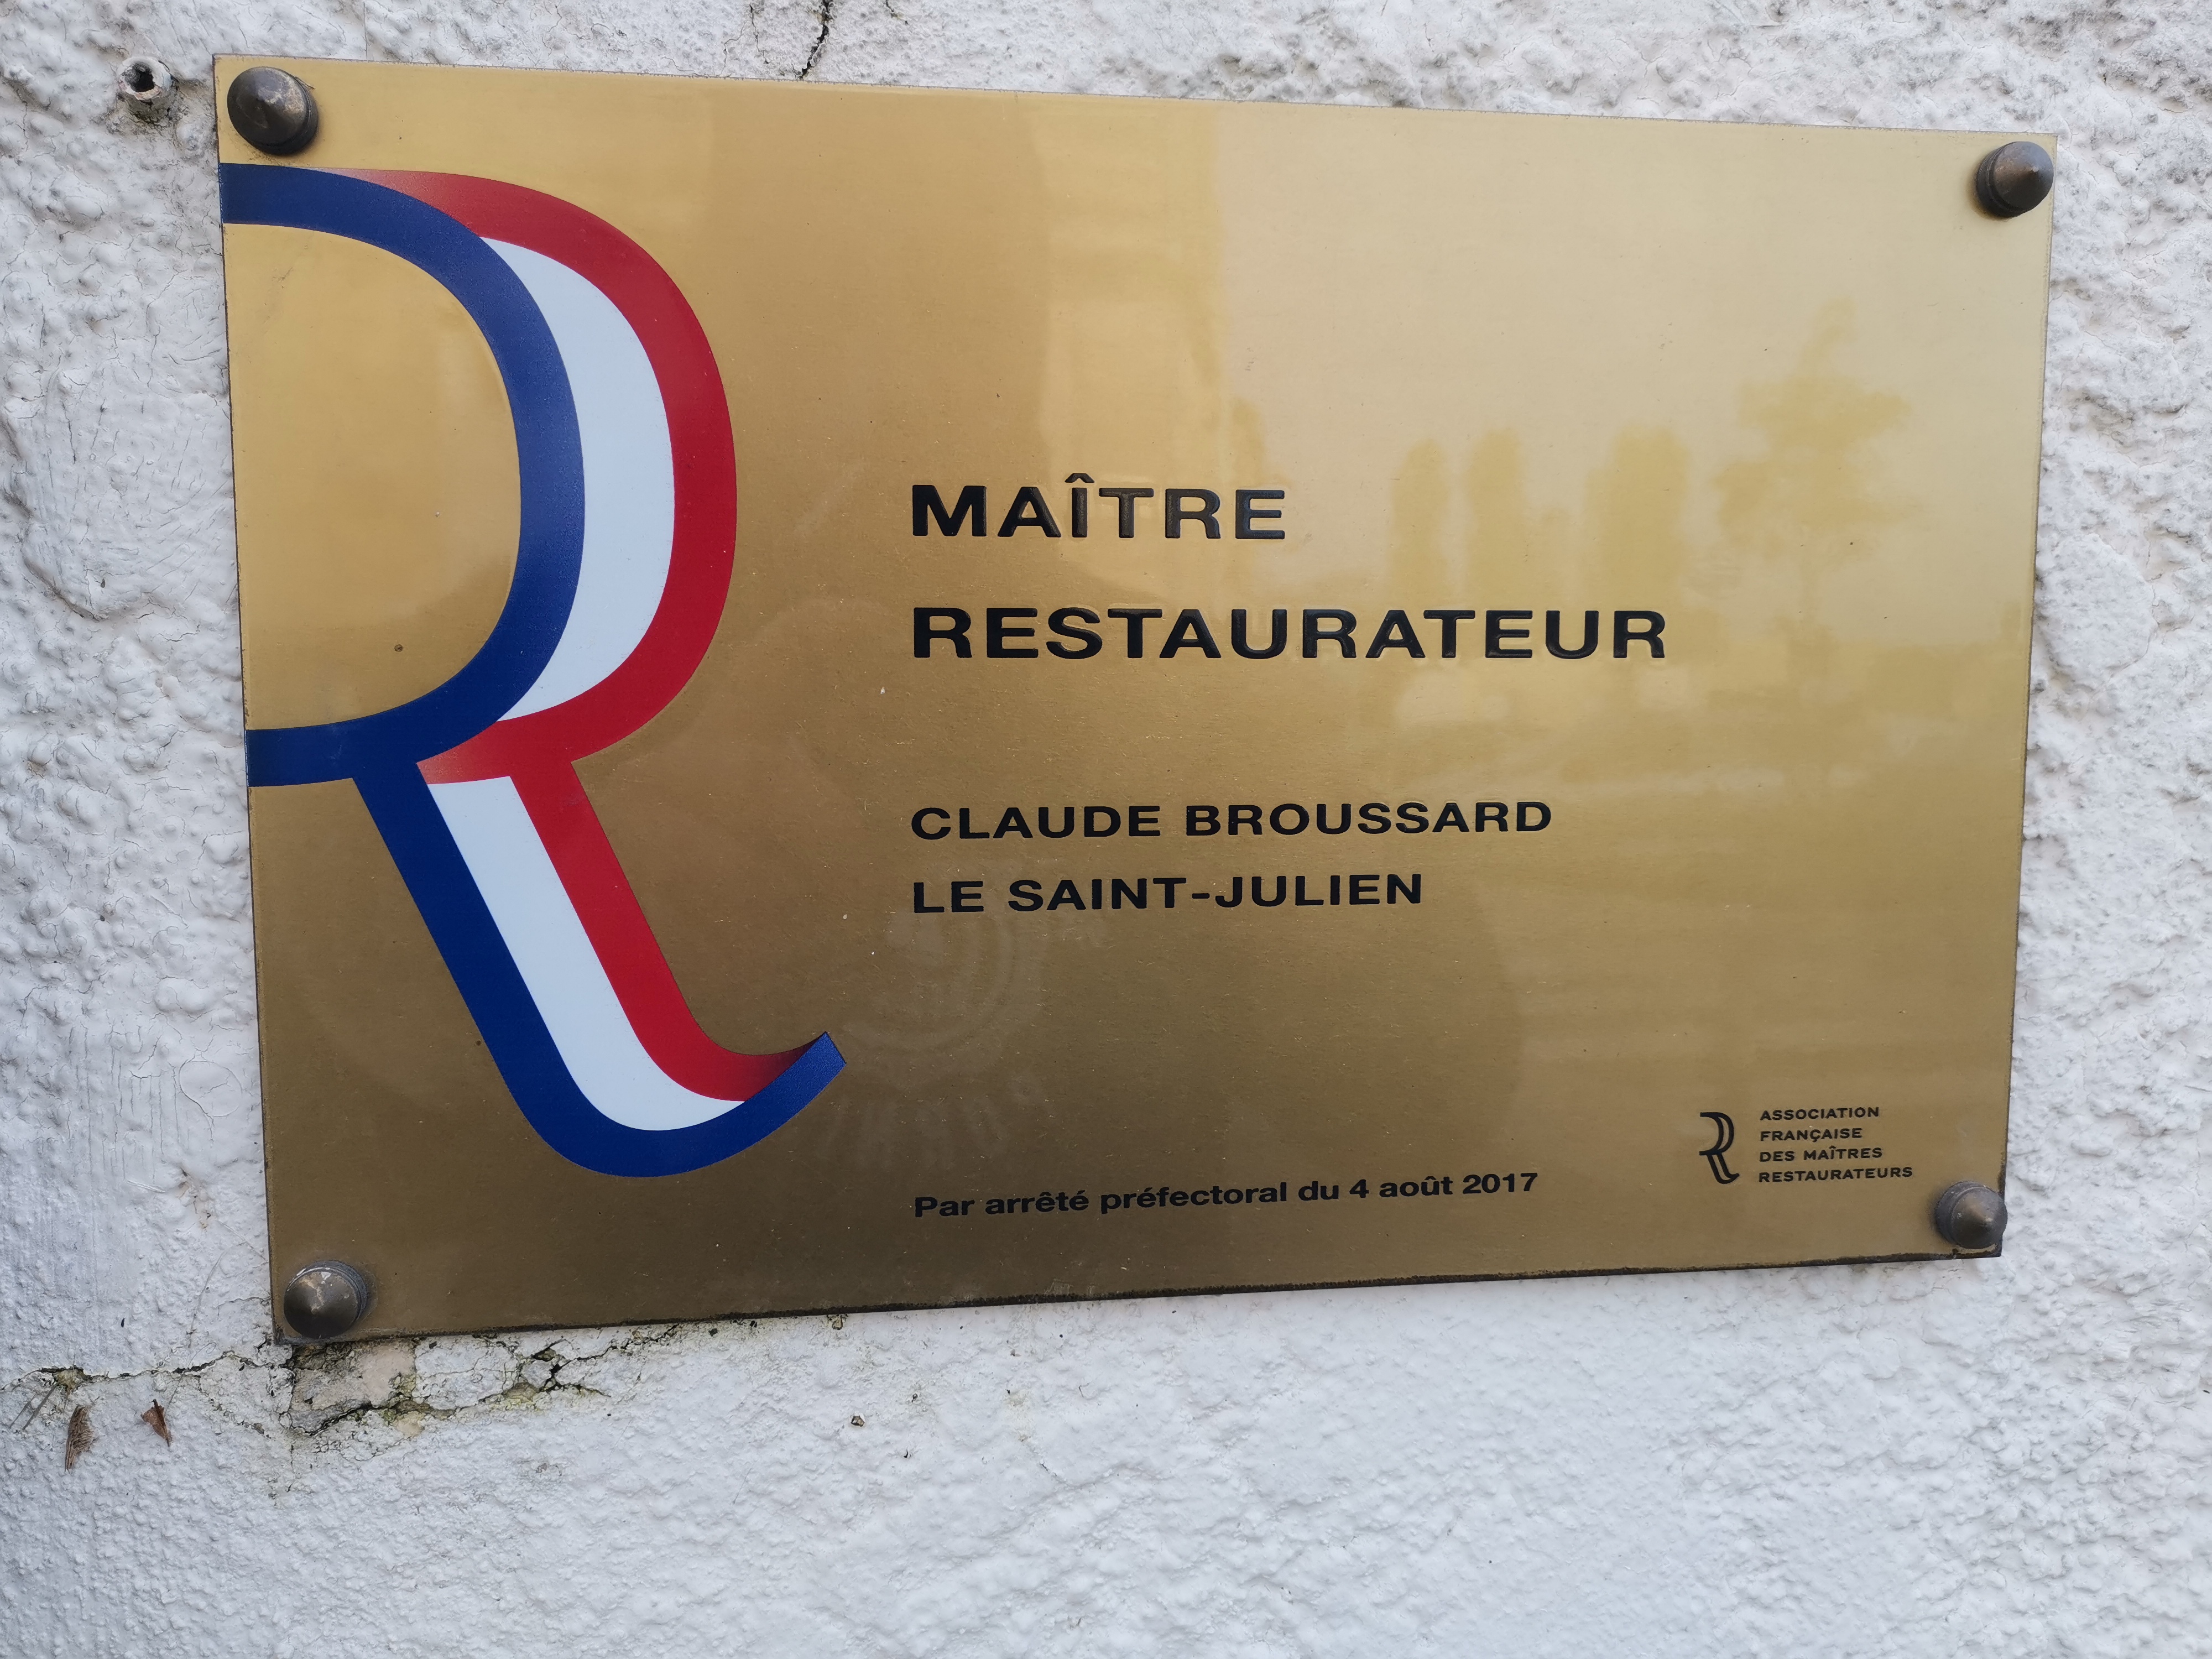 MAÎTRE
RESTAURATEUR
CLAUDE BROUSSARD
LE SAINT-JULIEN
Par arrêté préfectoral du 4 août 2017
ASSOCIATION
FRANÇAISE
DES MAÎTRES
RESTAURATEURS